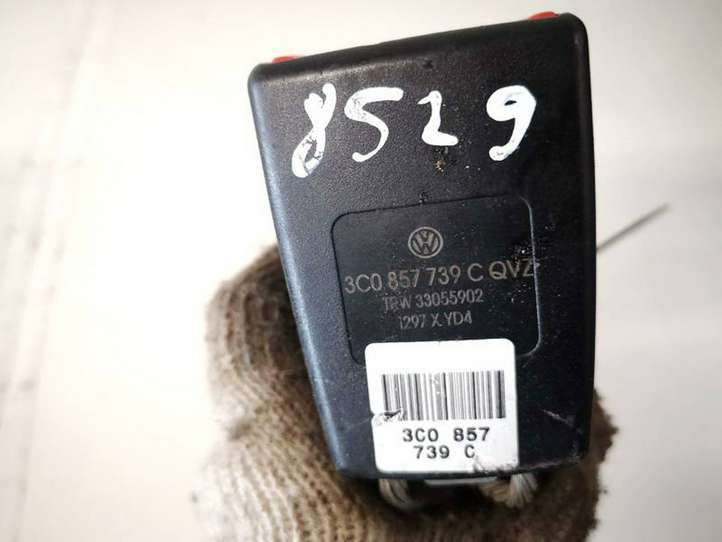 8529
3C0 857 739 C QVZ
TRW 33055902
1297 X YD4
3C0 857
739 C